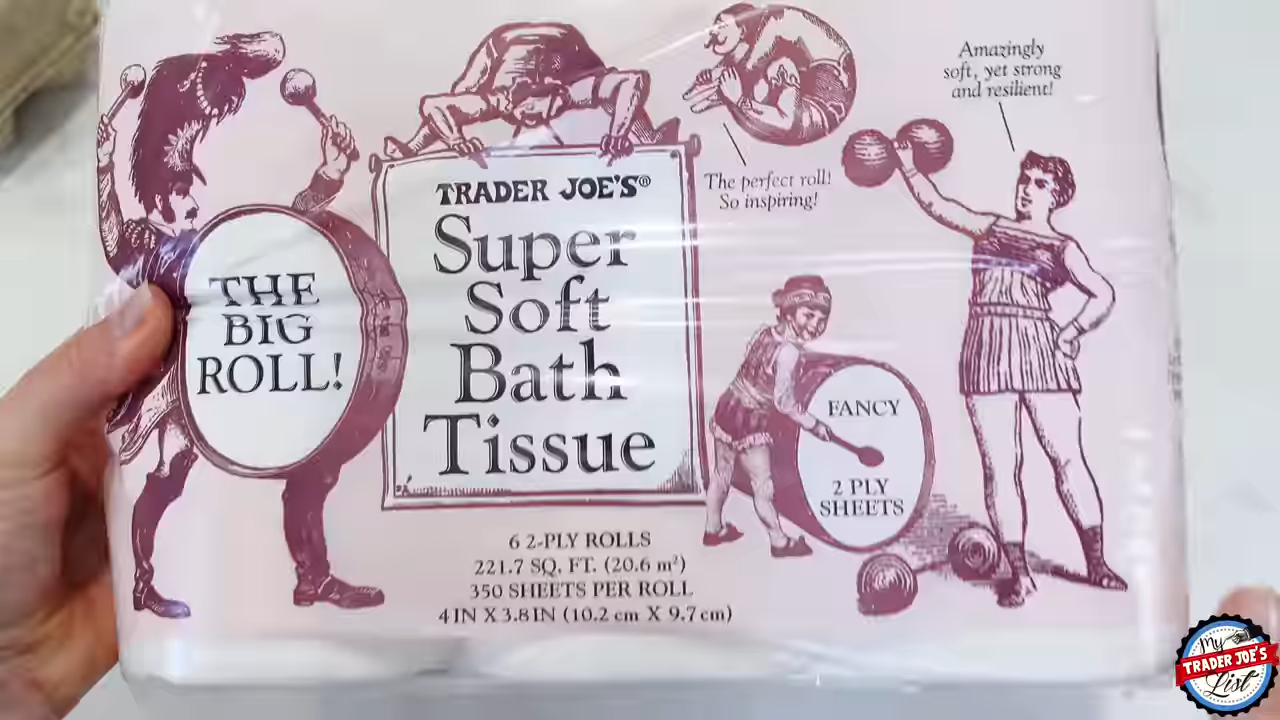 Amazingly
soft, yet strong
and resilient!
The perfect roll!
So inspiring!
TRADER JOE'S®
Super
Soft
Bath
Tissue
THE
BIG
ROLL!
FANCY
2 PLY
SHEETS
6 2-PLY ROLLS
221.7 SQ. FT. (20.6 m²)
350 SHEETS PER ROLL
4 IN X 3.8 IN (10.2 cm X 9.7 cm)
My
TRADER JOE'S
List